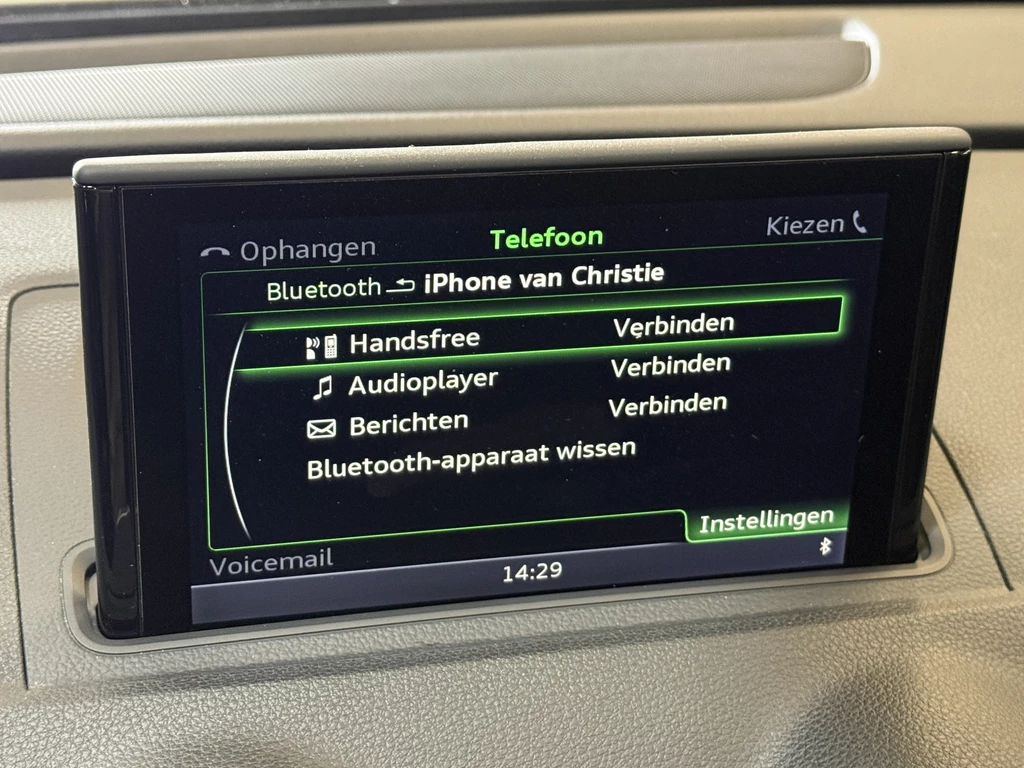 Ophangen Telefoon Kiezen
Bluetooth iPhone van Christie
Handsfree Verbinden
Audioplayer Verbinden
Berichten Verbinden
Bluetooth-apparaat wissen
Instellingen
Voicemail
14:29